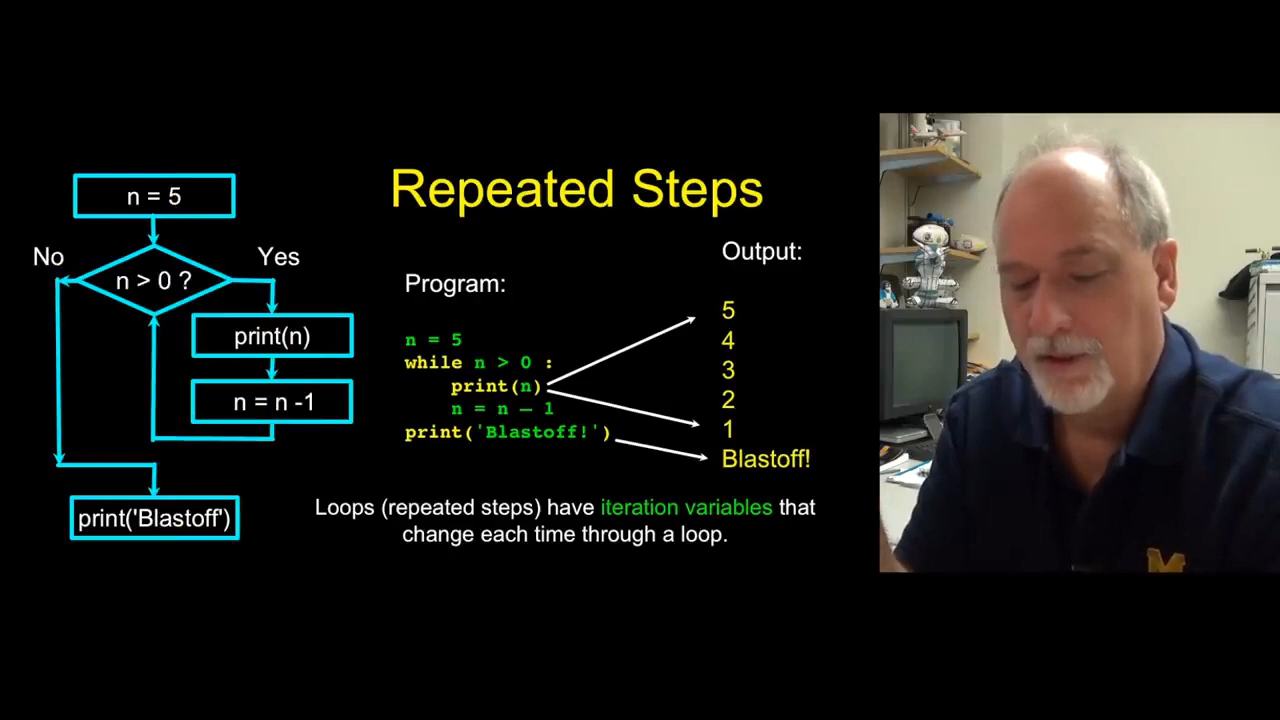 Repeated Steps
n = 5
No
Yes
n > 0 ?
print(n)
n = n -1
print('Blastoff')
Program:
n = 5
while n > 0 :
    print(n)
    n = n – 1
print('Blastoff!')
Output:
5
4
3
2
1
Blastoff!
Loops (repeated steps) have iteration variables that
change each time through a loop.
M